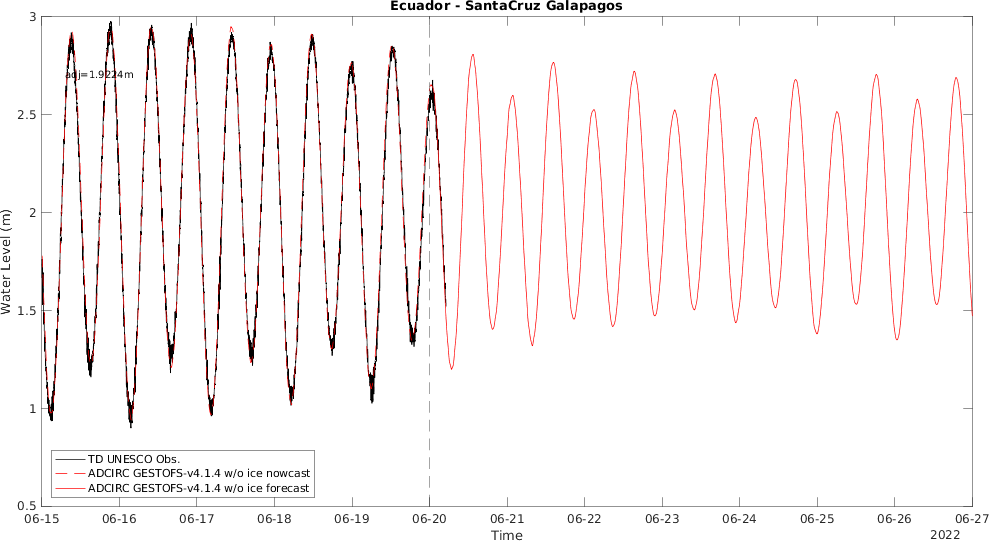 Ecuador - SantaCruz Galapagos
Water Level (m)
3
2.5
2
1.5
1
0.5
adj=1.9224m
TD UNESCO Obs.
ADCIRC GESTOFS-v4.1.4 w/o ice nowcast
ADCIRC GESTOFS-v4.1.4 w/o ice forecast
06-15 06-16 06-17 06-18 06-19 06-20 06-21 06-22 06-23 06-24 06-25 06-26 06-27
Time
2022